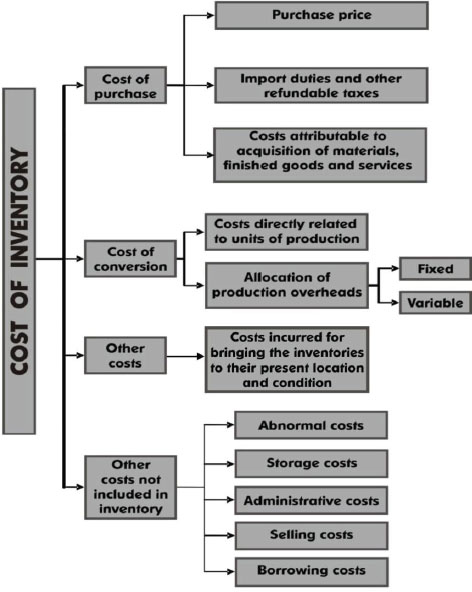 COST OF INVENTORY
Cost of
purchase
Purchase price
Import duties and other
refundable taxes
Costs attributable to
acquisition of materials,
finished goods and services
Cost of
conversion
Costs directly related
to units of production
Allocation of
production overheads
Fixed
Variable
Other
costs
Costs incurred for
bringing the inventories
to their present location
and condition
Other
costs not
included in
inventory
Abnormal costs
Storage costs
Administrative costs
Selling costs
Borrowing costs